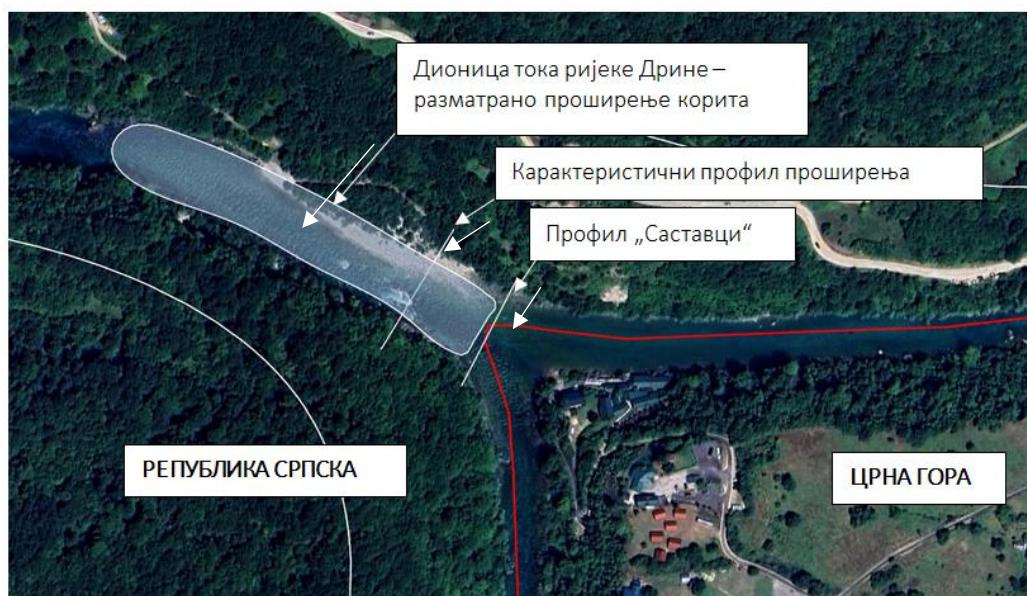 Дионица тока ријеке Дрине –
разматрано проширење корита
Карактеристични профил проширења
Профил „Саставци“
РЕПУБЛИКА СРПСКА
ЦРНА ГОРА